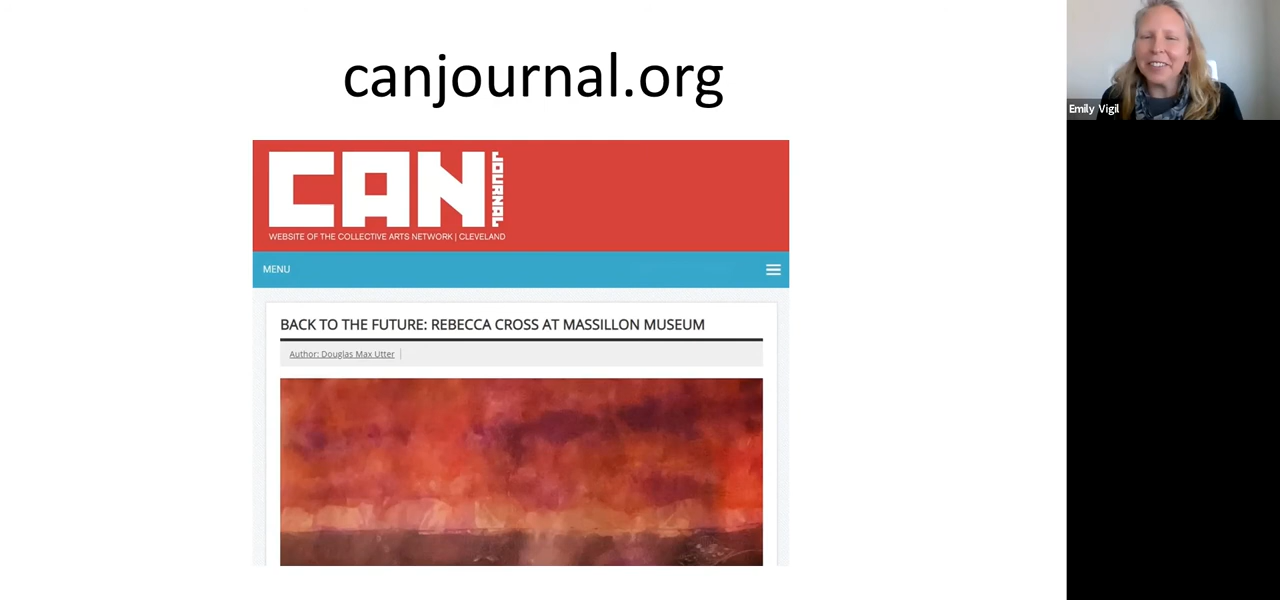 canjournal.org
CAN JOURNAL
WEBSITE OF THE COLLECTIVE ARTS NETWORK | CLEVELAND
MENU
BACK TO THE FUTURE: REBECCA CROSS AT MASSILLON MUSEUM
Author: Douglas Max Utter
Emily Vigil